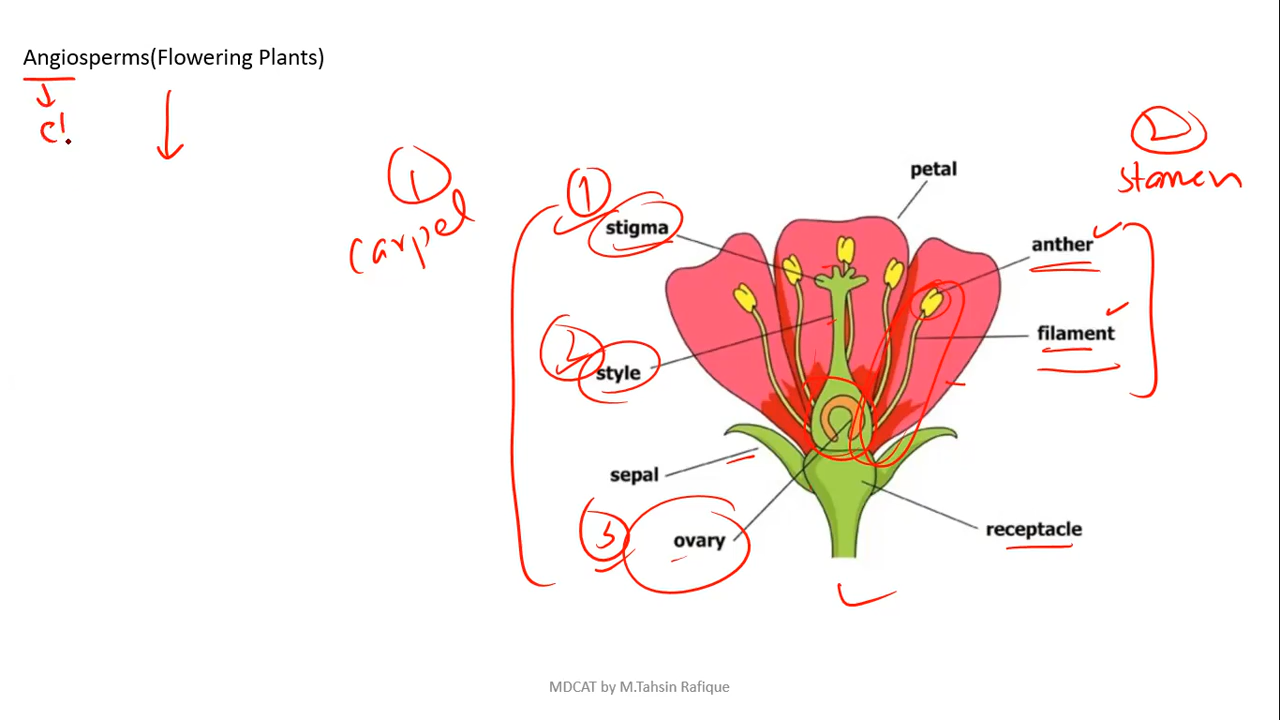 Angiosperms(Flowering Plants)
1
carpel
1
stigma
2
style
sepal
3
ovary
petal
2
stamen
anther
filament
receptacle
MDCAT by M.Tahsin Rafique